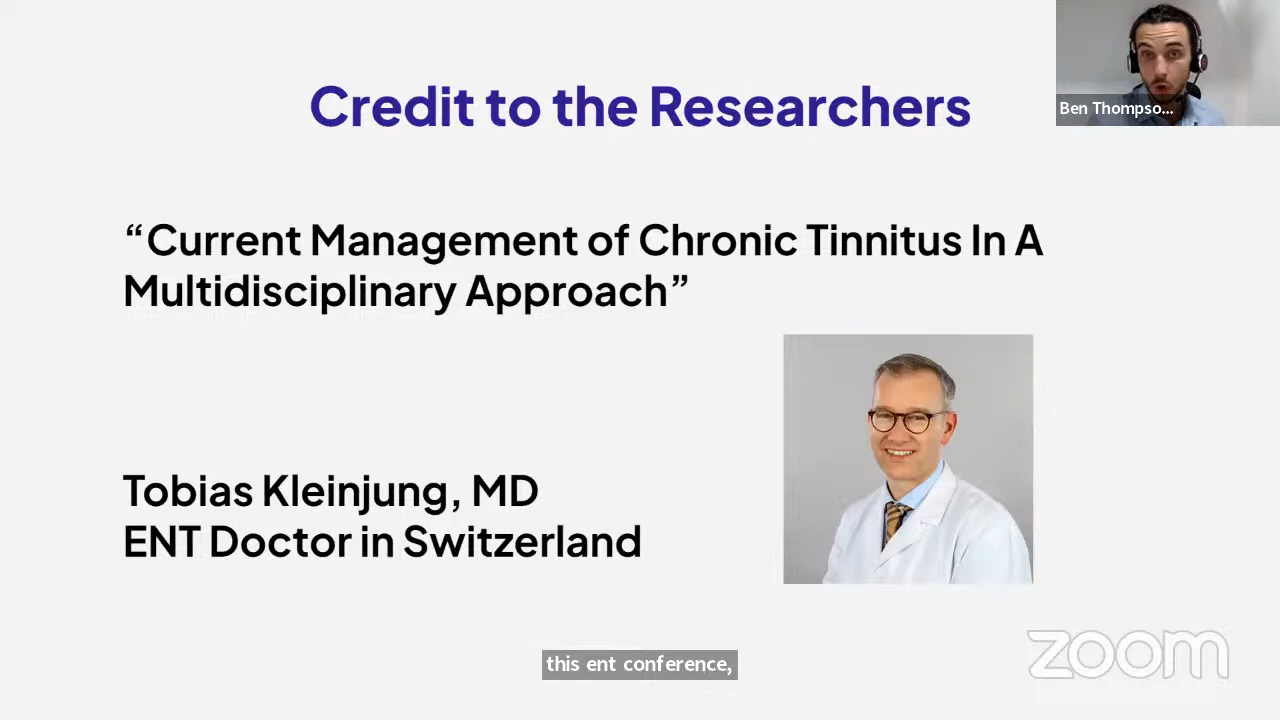 Credit to the Researchers
Ben Thompso...
“Current Management of Chronic Tinnitus In A
Multidisciplinary Approach”
Tobias Kleinjung, MD
ENT Doctor in Switzerland
this ent conference,
zoom